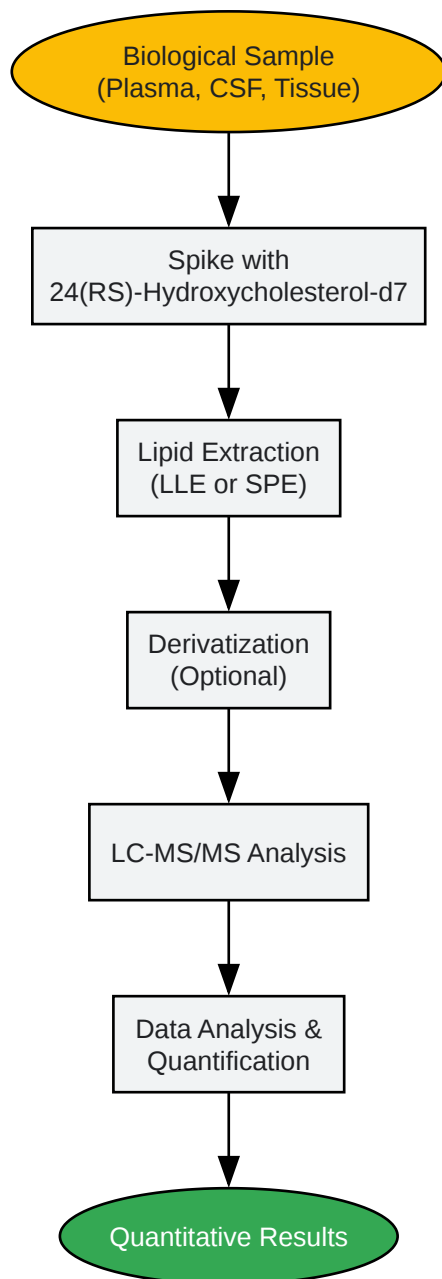 Biological Sample
(Plasma, CSF, Tissue)
Spike with
24(RS)-Hydroxycholesterol-d7
Lipid Extraction
(LLE or SPE)
Derivatization
(Optional)
LC-MS/MS Analysis
Data Analysis &
Quantification
Quantitative Results